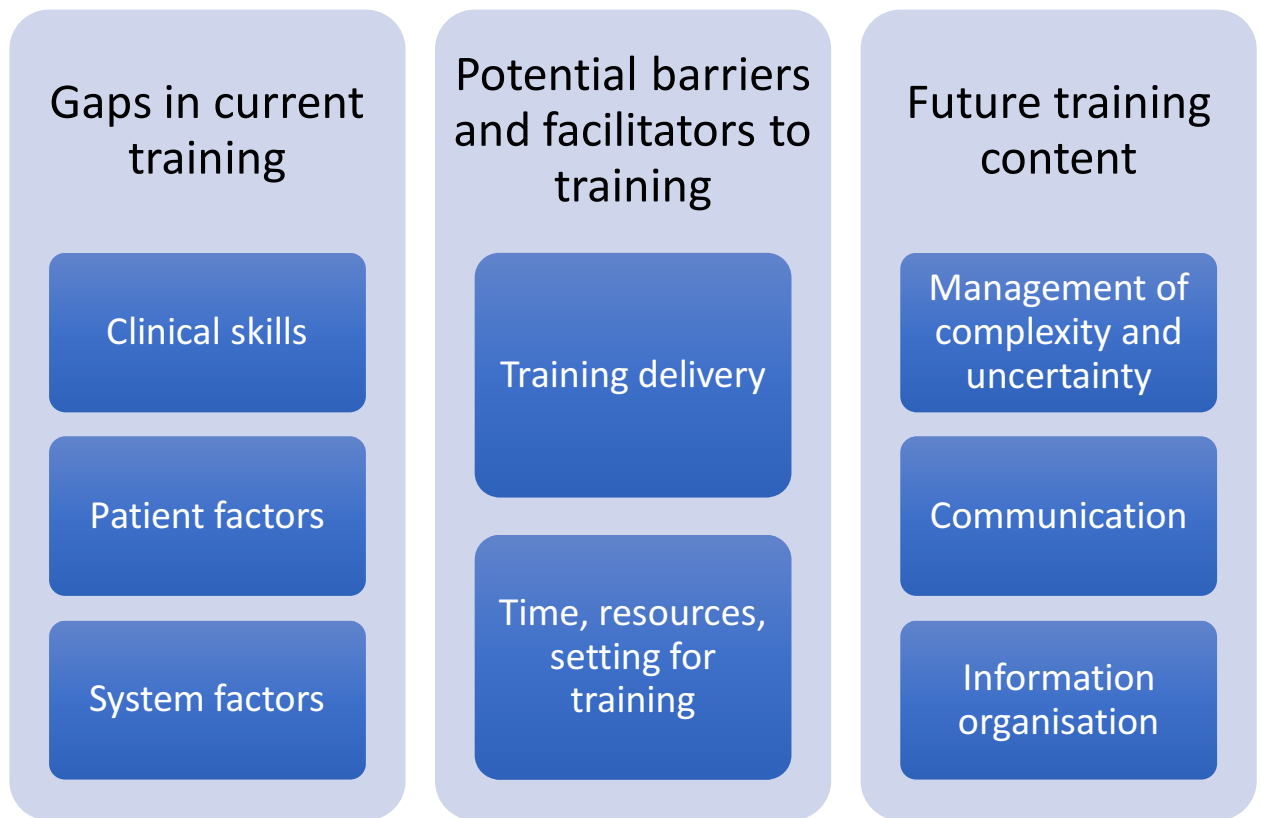 Gaps in current
training
Clinical skills
Patient factors
System factors
Potential barriers
and facilitators to
training
Training delivery
Time, resources,
setting for
training
Future training
content
Management of
complexity and
uncertainty
Communication
Information
organisation